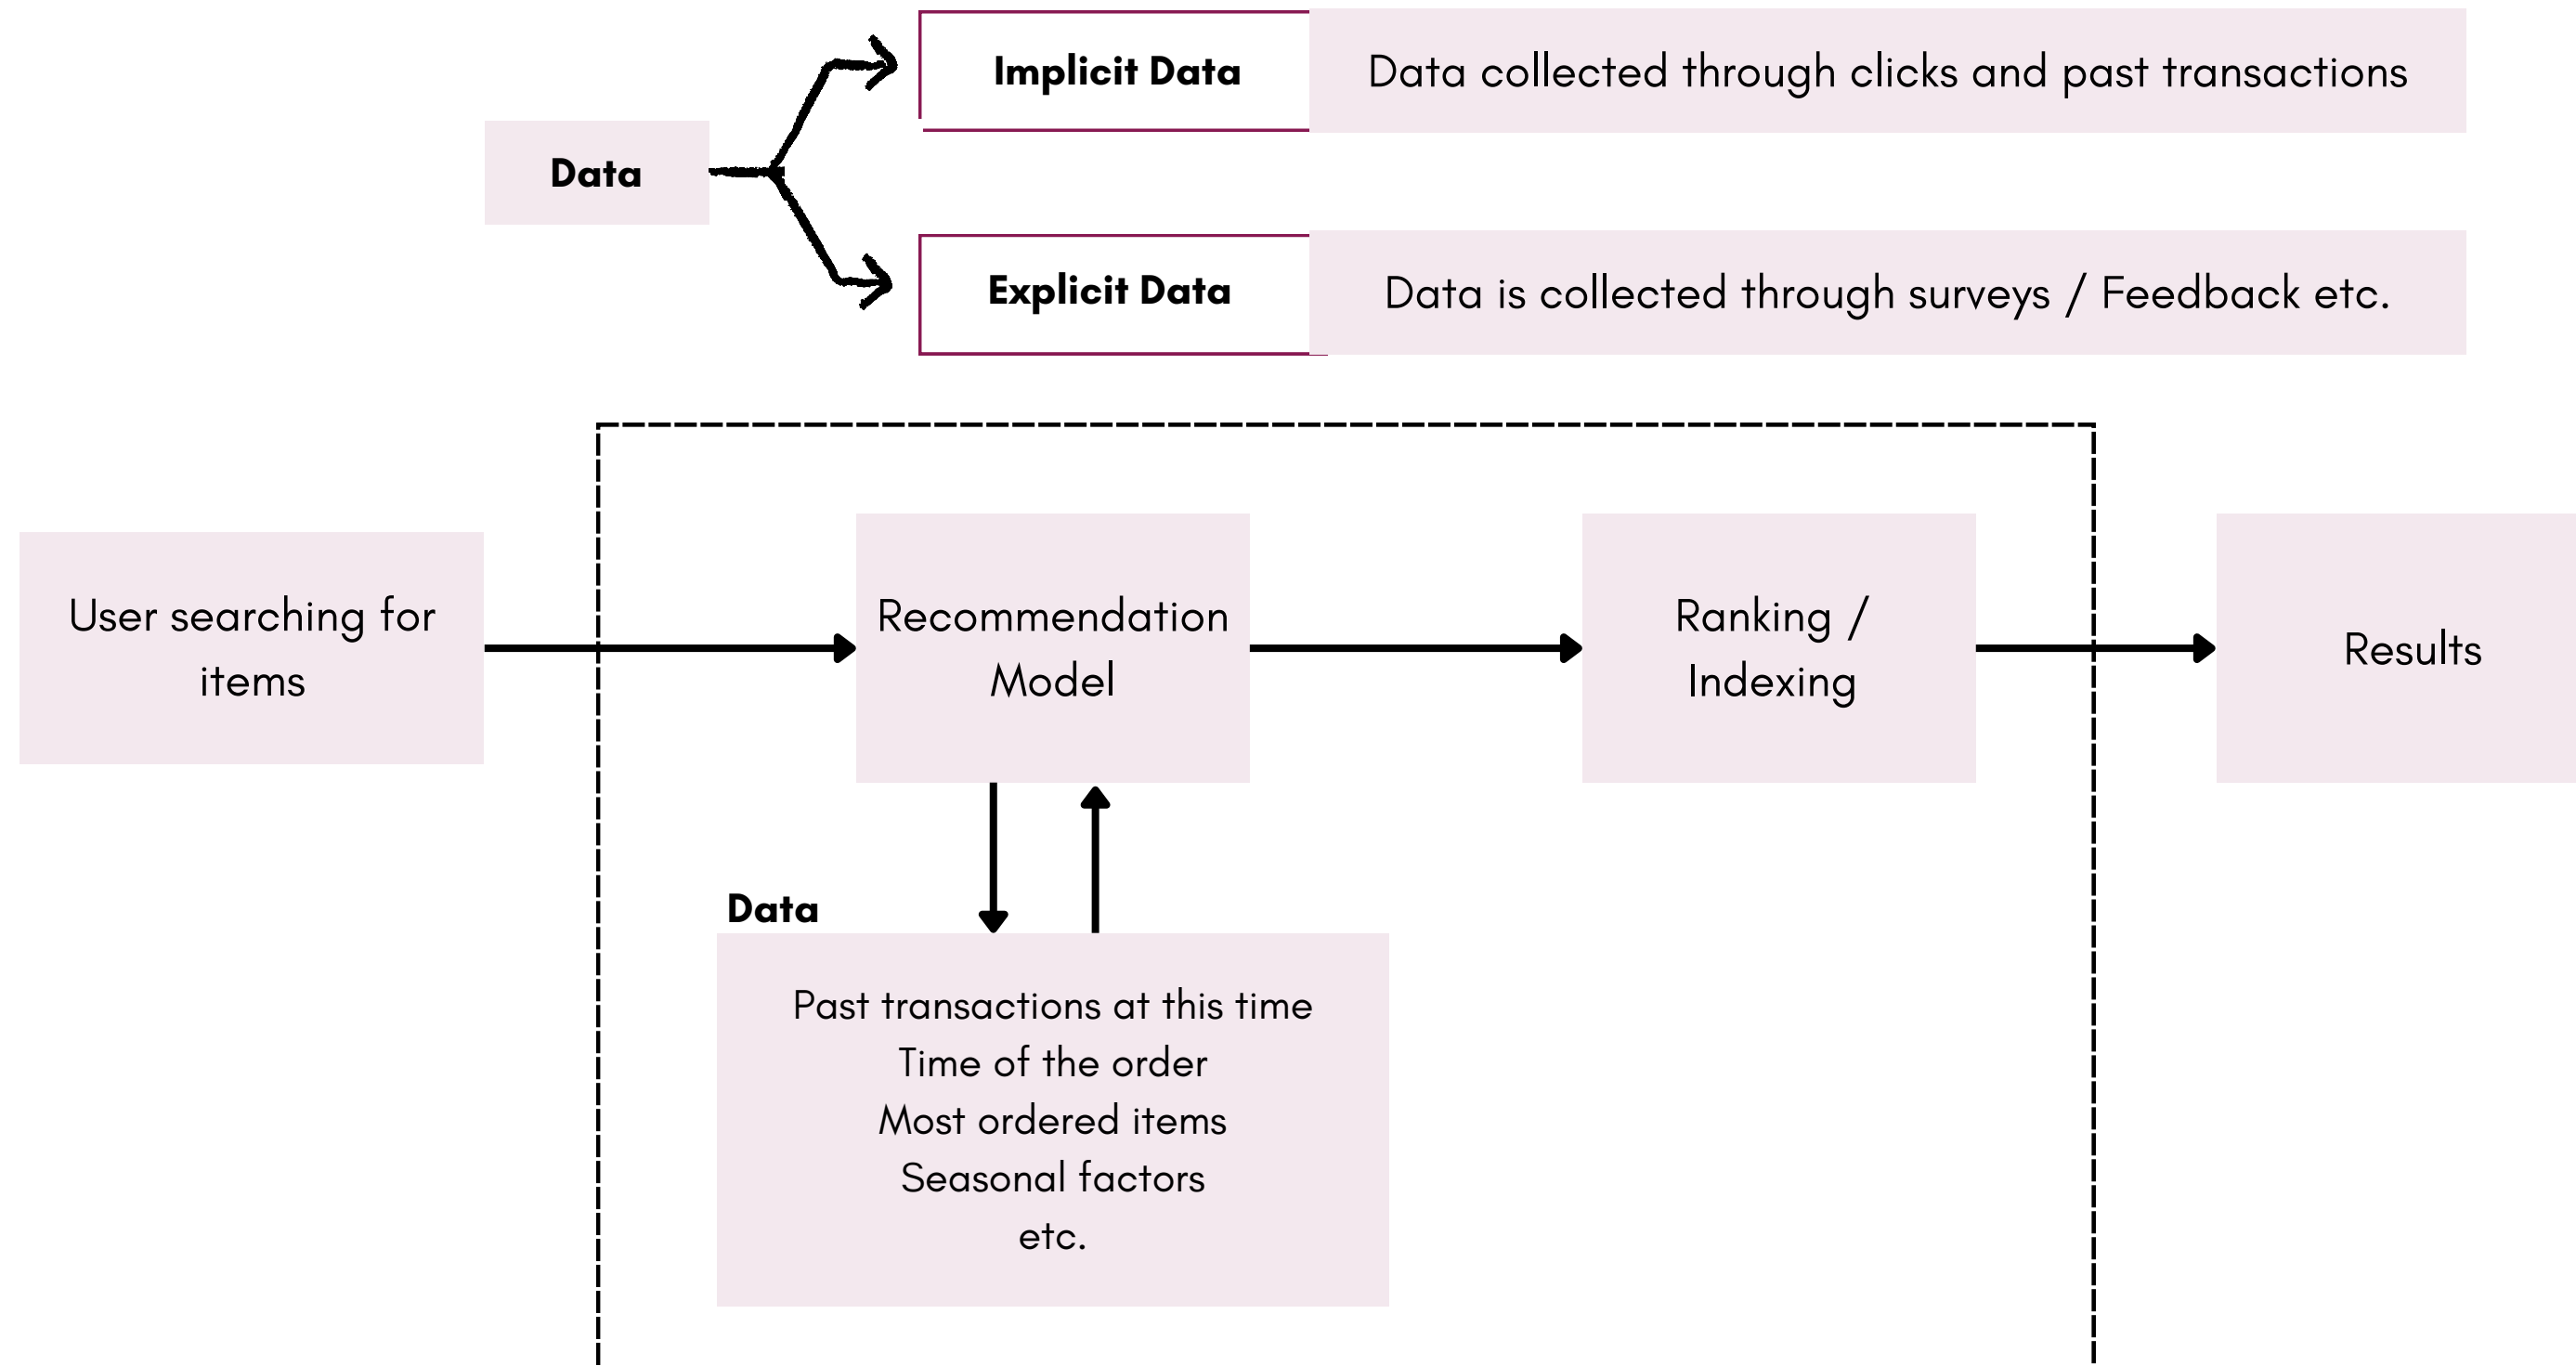 Implicit Data
Data collected through clicks and past transactions
Data
Explicit Data
Data is collected through surveys / Feedback etc.
User searching for
items
Recommendation
Model
Ranking /
Indexing
Results
Data
Past transactions at this time
Time of the order
Most ordered items
Seasonal factors
etc.